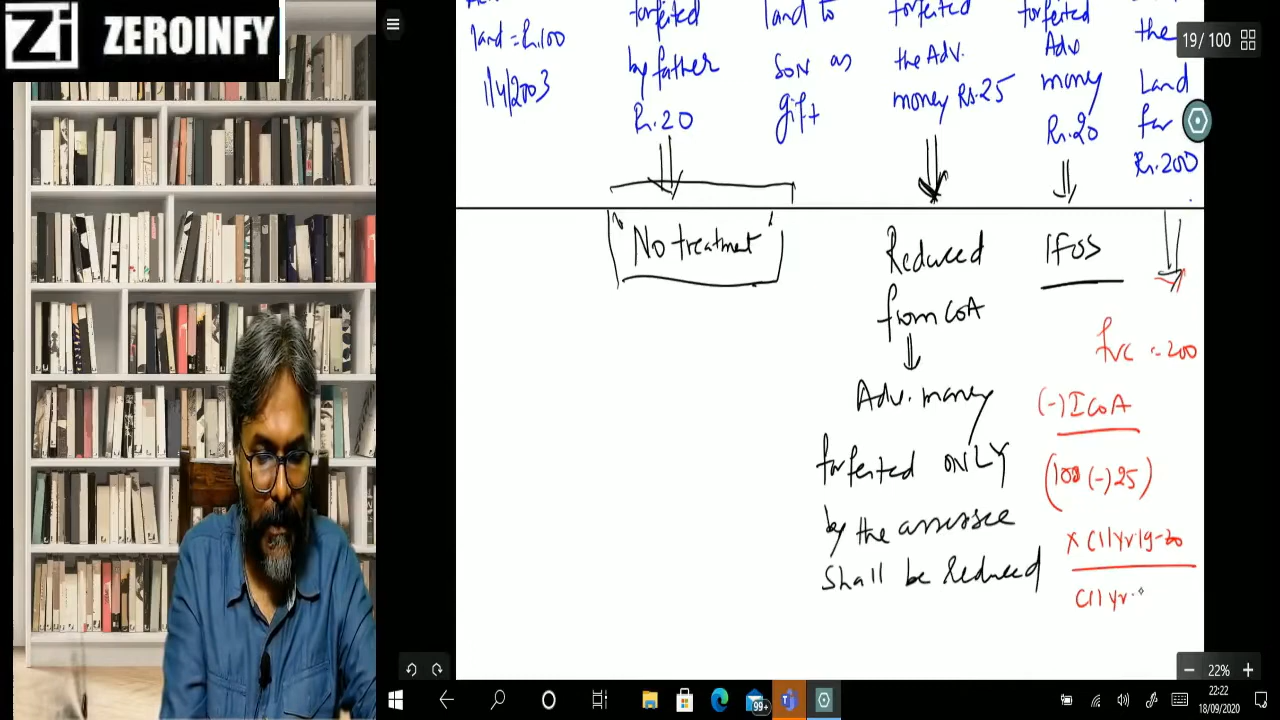 Zi ZEROINFY
land = Rs.100
1/4/2003
forfeited
by father
Rs.20
land to
son as
gift
forfeited
the Adv.
money Rs.25
forfeited
Adv
money
Rs.20
the
Land
for
Rs.200
19/100
"No treatment"
Reduced
from COA
Adv. money
forfeited ONLY
by the assessee
shall be reduced
IFOS
fvc = 200
(-) ICOA
(100 (-) 25)
x CII yr 19-20
CII yr.
22%
99+
22:22
18/09/2020